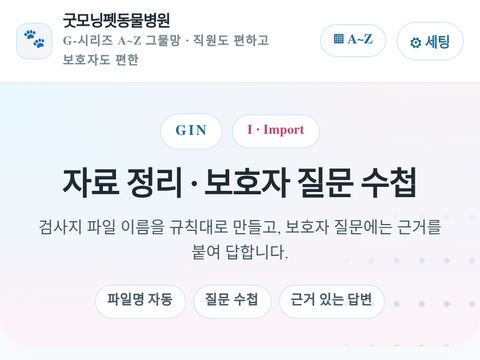 굿모닝펫동물병원
G-시리즈 A~Z 그물망 · 직원도 편하고
보호자도 편한
▦ A~Z
⚙ 세팅
GIN
I · Import
자료 정리 · 보호자 질문 수첩
검사지 파일 이름을 규칙대로 만들고, 보호자 질문에는 근거를
붙여 답합니다.
파일명 자동
질문 수첩
근거 있는 답변